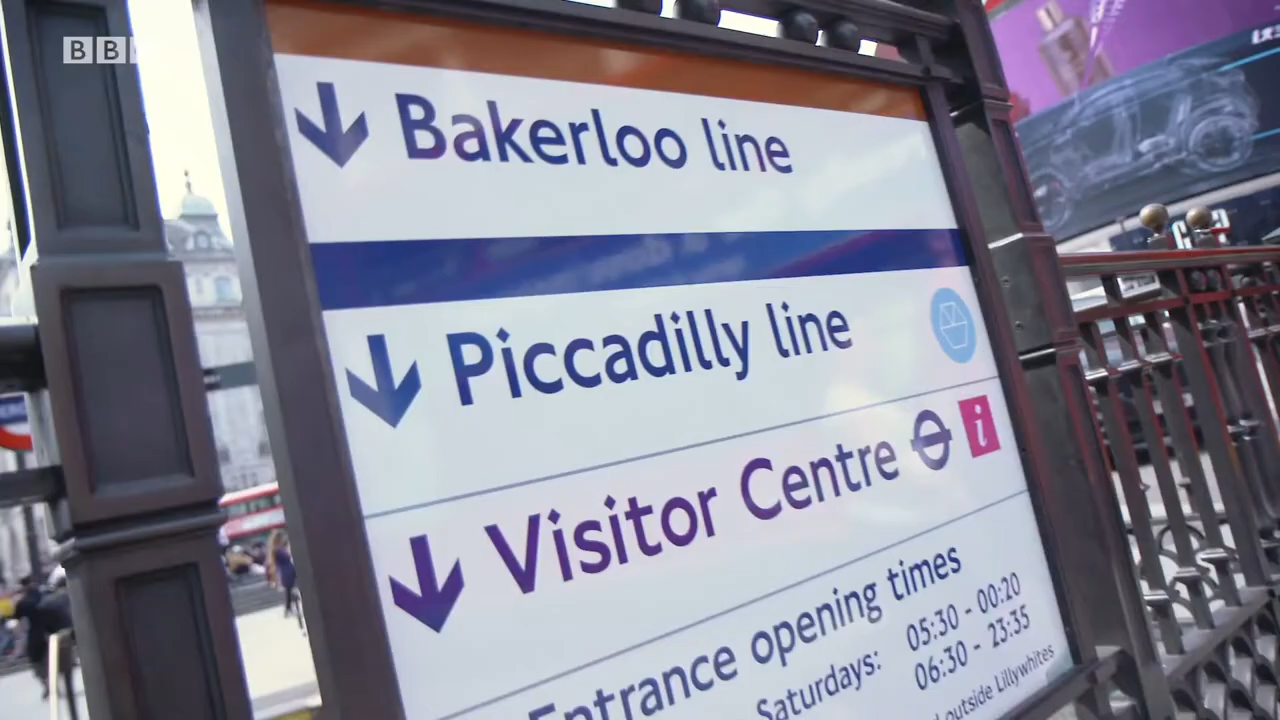 BBC
Bakerloo line
Piccadilly line
Visitor Centre i
Entrance opening times
Saturdays: 05:30 - 00:20
06:30 - 23:35
outside Lillywhites